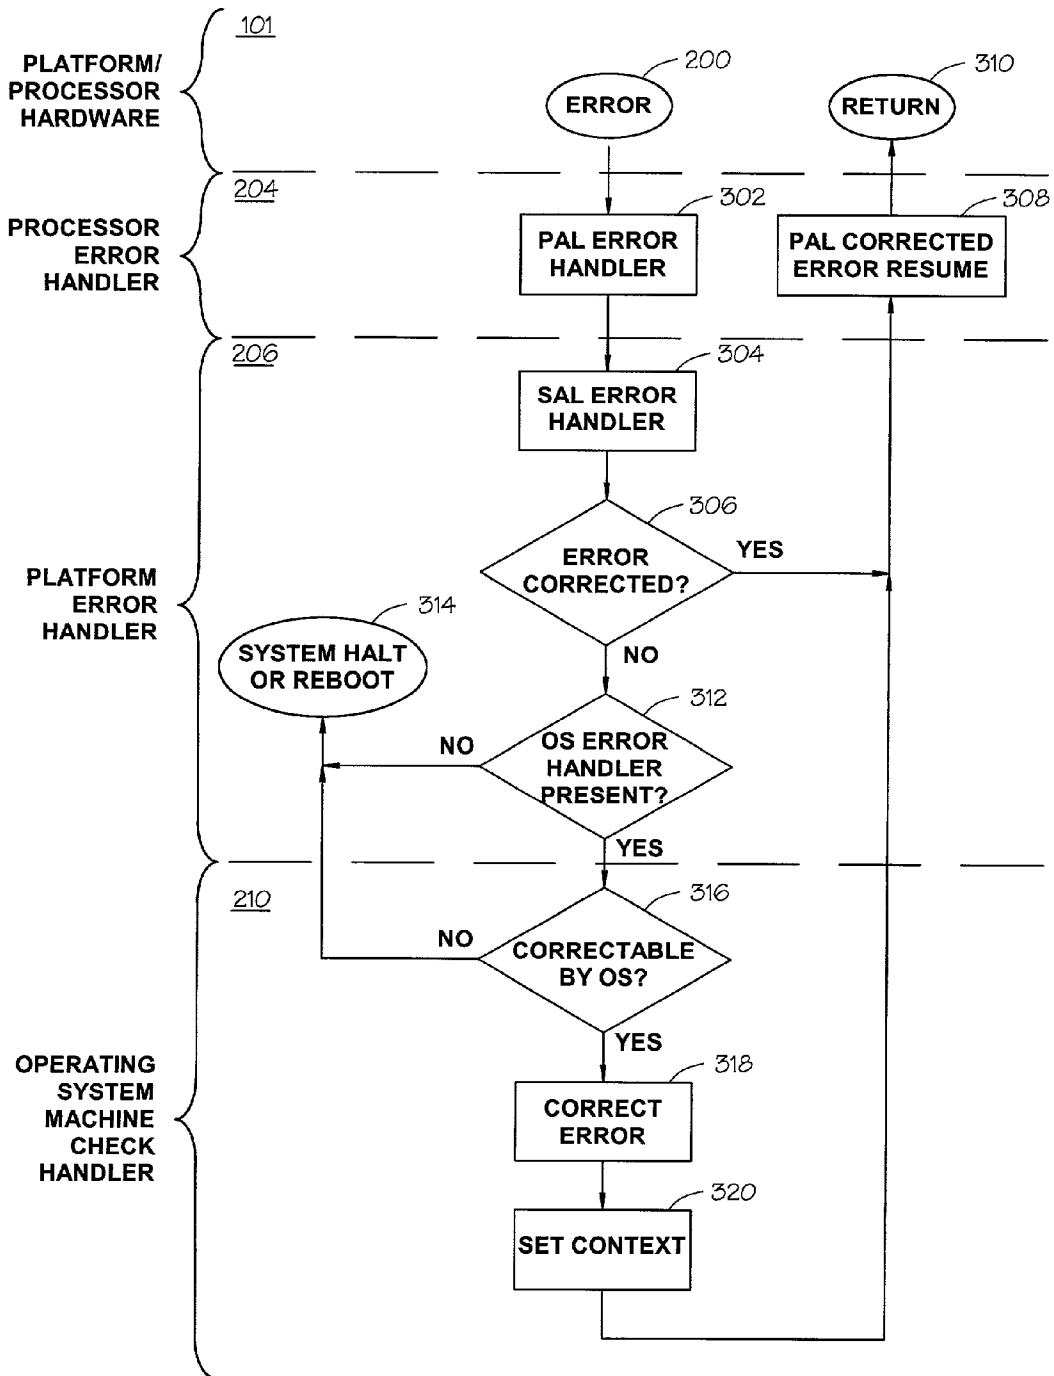 101
PLATFORM/
PROCESSOR
HARDWARE
200
ERROR
310
RETURN
204
PROCESSOR
ERROR
HANDLER
302
PAL ERROR
HANDLER
308
PAL CORRECTED
ERROR RESUME
206
304
SAL ERROR
HANDLER
306
ERROR
CORRECTED?
YES
NO
PLATFORM
ERROR
HANDLER
314
SYSTEM HALT
OR REBOOT
312
OS ERROR
HANDLER
PRESENT?
NO
YES
210
316
CORRECTABLE
BY OS?
NO
YES
OPERATING
SYSTEM
MACHINE
CHECK
HANDLER
318
CORRECT
ERROR
320
SET CONTEXT